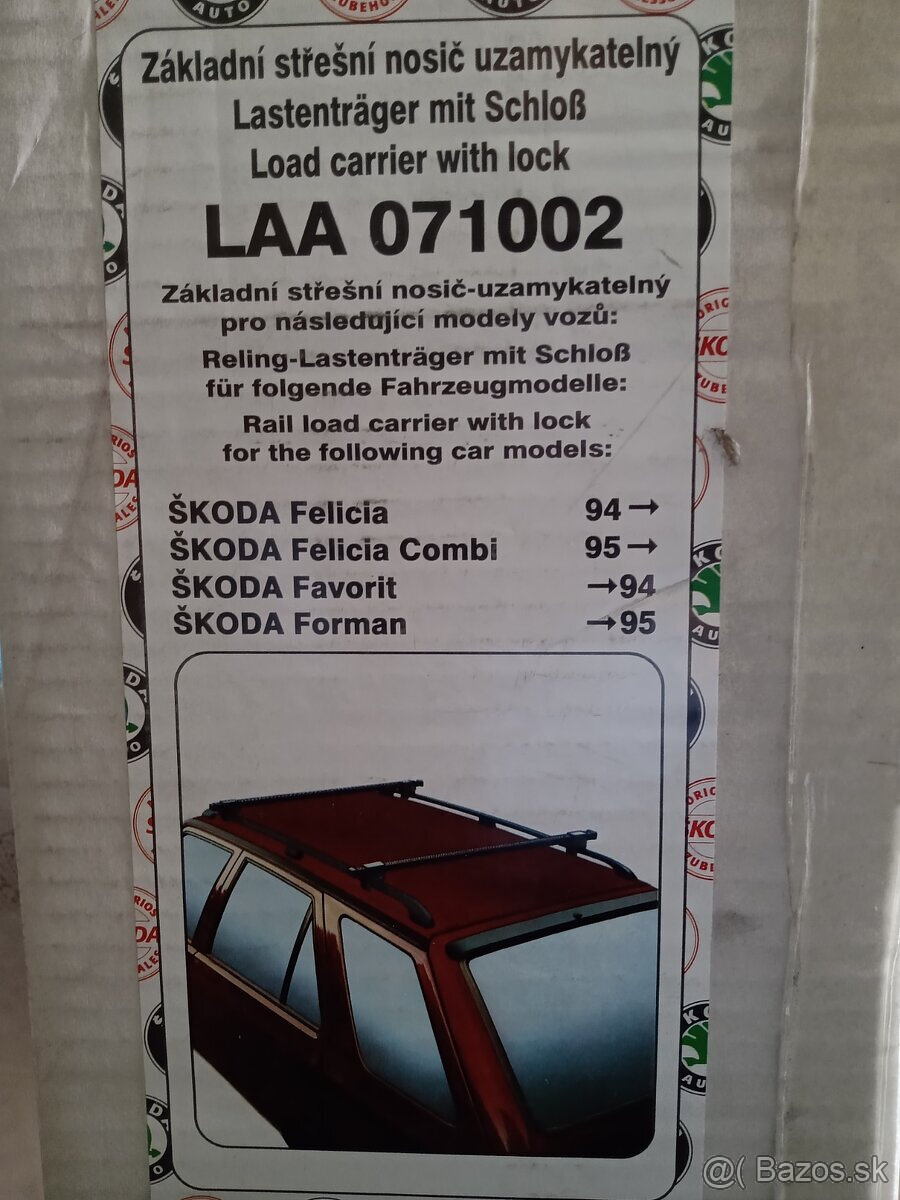 Základní střešní nosič uzamykatelný
Lastenträger mit Schloß
Load carrier with lock
LAA 071002
Základní střešní nosič-uzamykatelný
pro následující modely vozů:
Reling-Lastenträger mit Schloß
für folgende Fahrzeugmodelle:
Rail load carrier with lock
for the following car models:
ŠKODA Felicia 94→
ŠKODA Felicia Combi 95→
ŠKODA Favorit →94
ŠKODA Forman →95
@( Bazos.sk